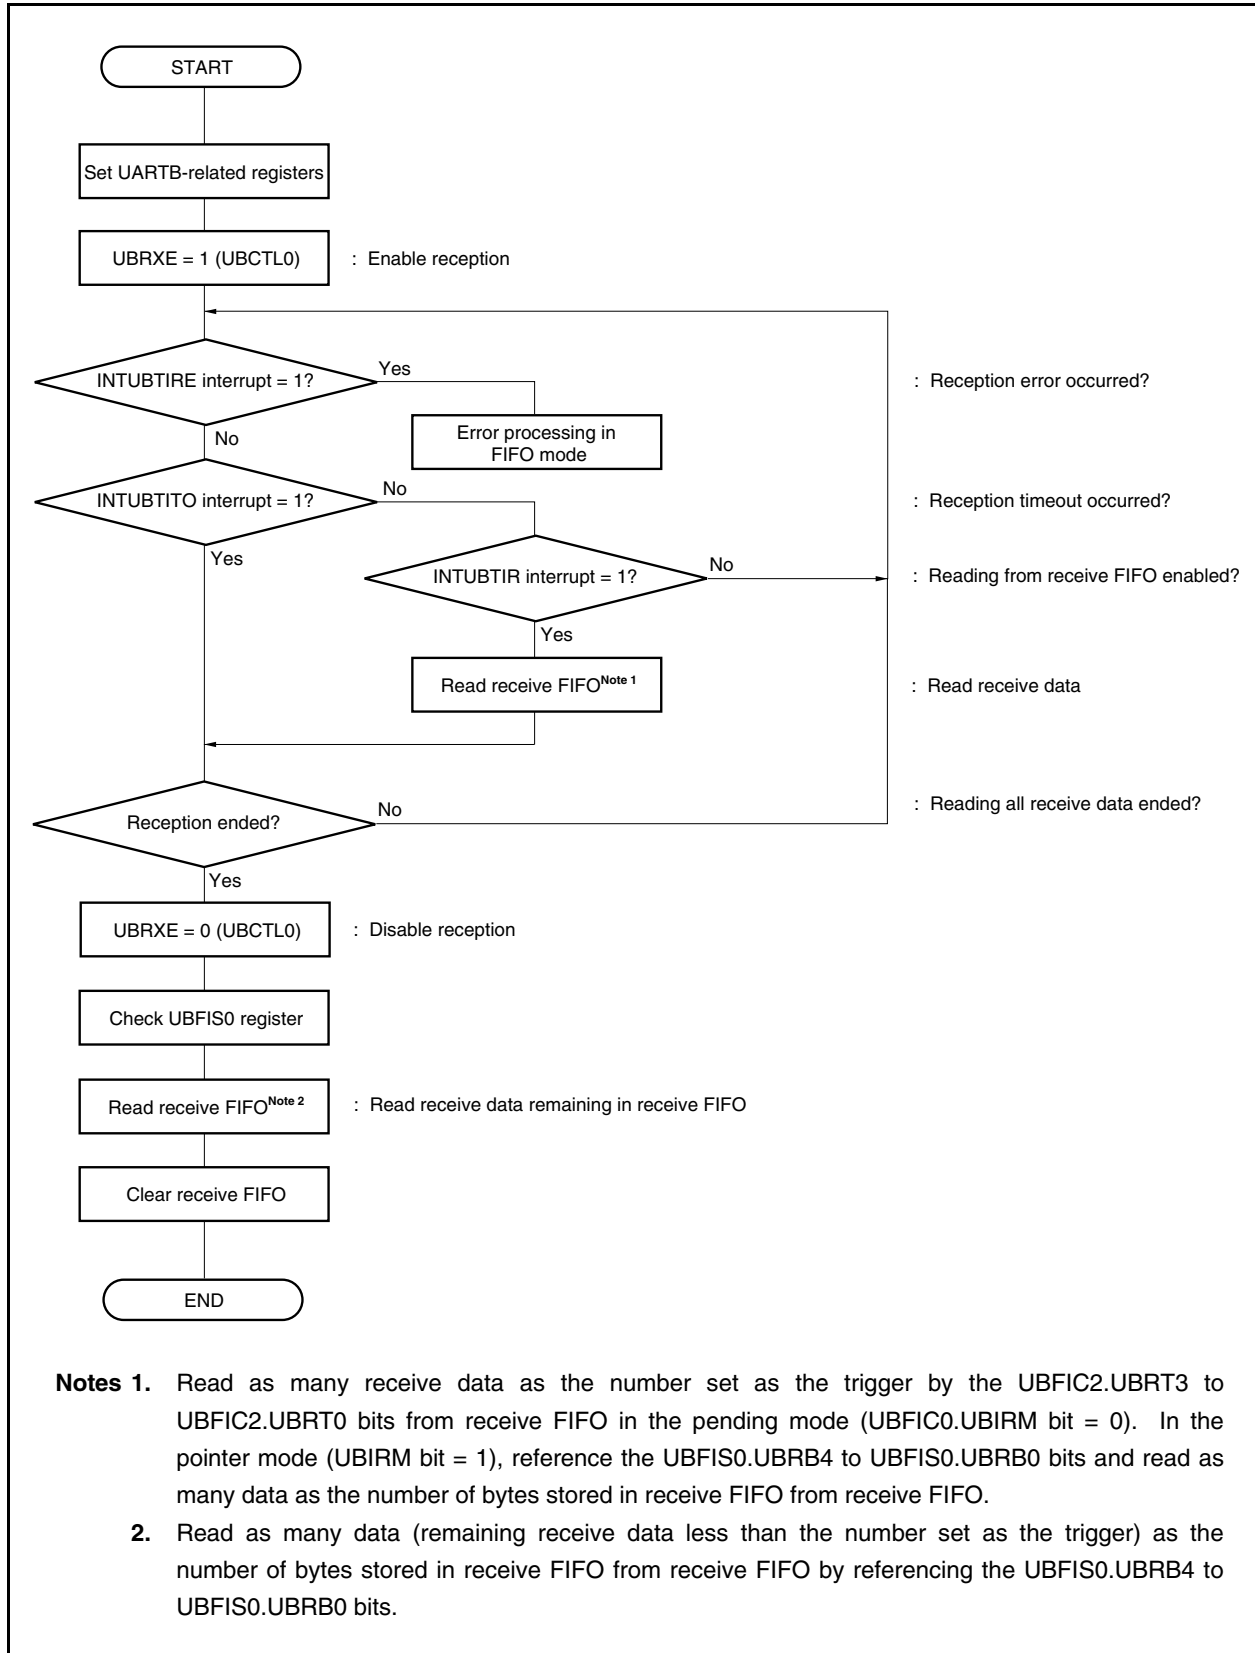 START
Set UARTB-related registers
UBRXE = 1 (UBCTL0)
: Enable reception
INTUBTIRE interrupt = 1?
Yes
: Reception error occurred?
No
Error processing in
FIFO mode
INTUBTITO interrupt = 1?
No
: Reception timeout occurred?
Yes
INTUBTIR interrupt = 1?
No
: Reading from receive FIFO enabled?
Yes
Read receive FIFONote 1
: Read receive data
Reception ended?
No
: Reading all receive data ended?
Yes
UBRXE = 0 (UBCTL0)
: Disable reception
Check UBFIS0 register
Read receive FIFONote 2
: Read receive data remaining in receive FIFO
Clear receive FIFO
END
Notes 1. Read as many receive data as the number set as the trigger by the UBFIC2.UBRT3 to
UBFIC2.UBRT0 bits from receive FIFO in the pending mode (UBFIC0.UBIRM bit = 0). In the
pointer mode (UBIRM bit = 1), reference the UBFIS0.UBRB4 to UBFIS0.UBRB0 bits and read as
many data as the number of bytes stored in receive FIFO from receive FIFO.
2. Read as many data (remaining receive data less than the number set as the trigger) as the
number of bytes stored in receive FIFO from receive FIFO by referencing the UBFIS0.UBRB4 to
UBFIS0.UBRB0 bits.